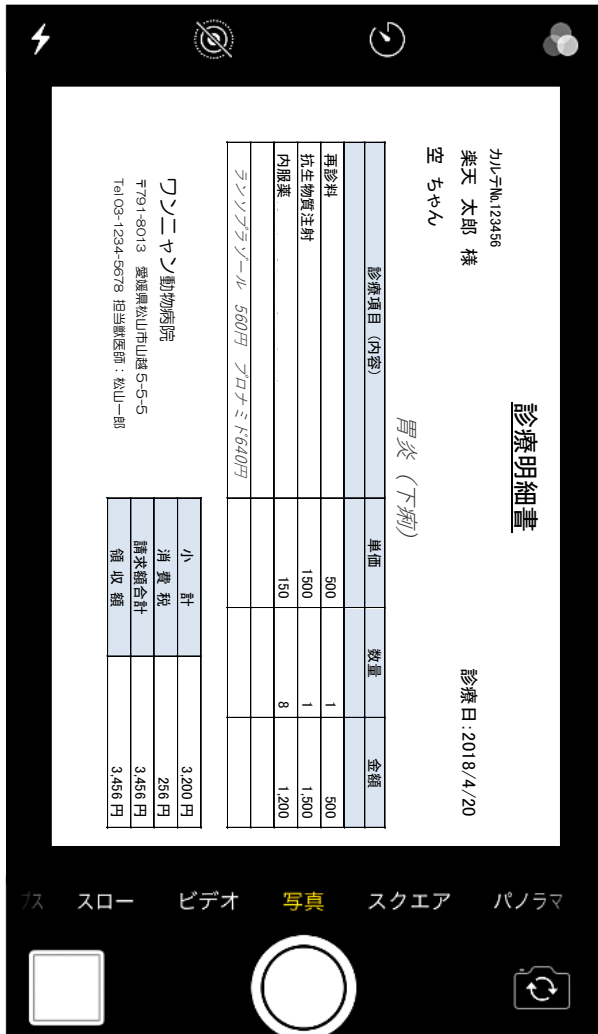 診療明細書
診療日:2018/4/20
カルテNo.123456
楽天 太郎 様
空 ちゃん
胃炎(下痢)
診療項目(内容) 単価 数量 金額
再診料 500 1 500
抗生物質注射 1500 1 1,500
内服薬 150 8 1,200
ランソプラゾール 560円 プロナミド640円
小計 3,200 円
消費税 256 円
請求額合計 3,456 円
領収額 3,456 円
ワンニャン動物病院
〒791-8013 愛媛県松山市山越 5-5-5
Tel 03-1234-5678 担当獣医師:松山一郎
スロー ビデオ 写真 スクエア パノラマ